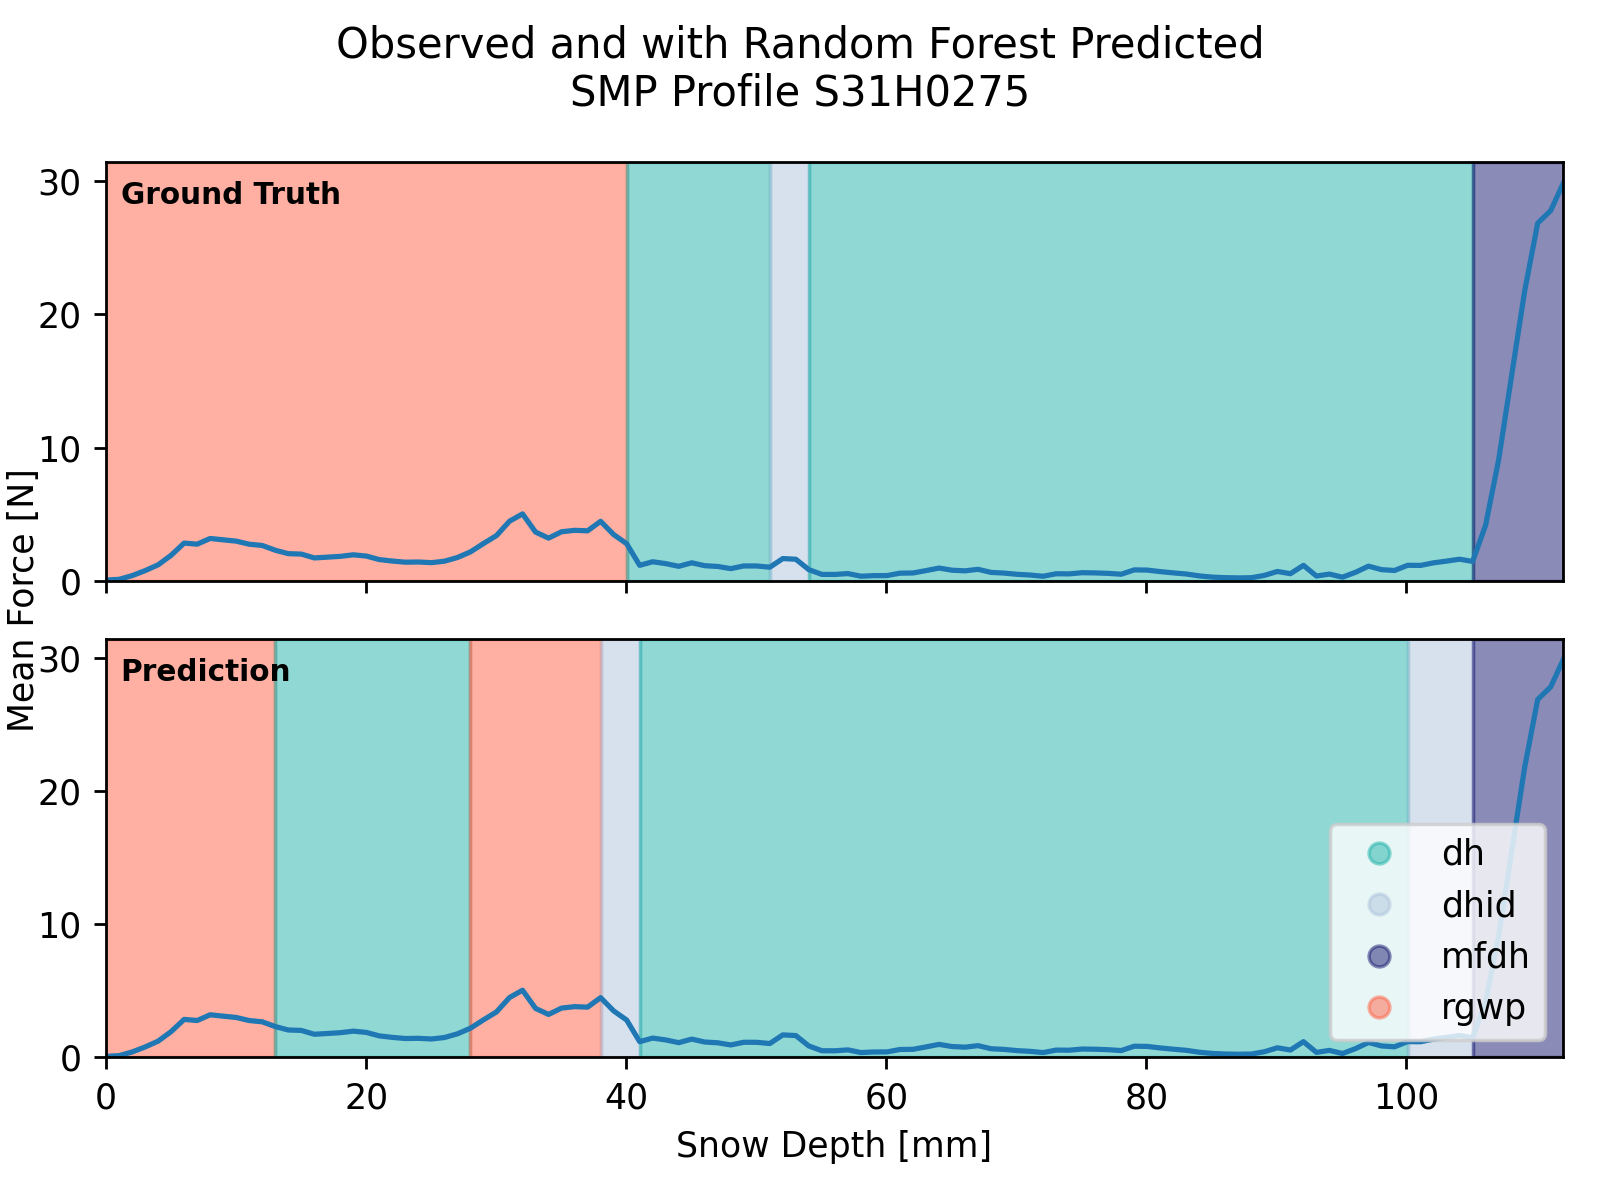 Observed and with Random Forest Predicted
SMP Profile S31H0275
Ground Truth
30
20
10
0
Mean Force [N]
Prediction
30
20
10
0
dh
dhid
mfdh
rgwp
0 20 40 60 80 100
Snow Depth [mm]